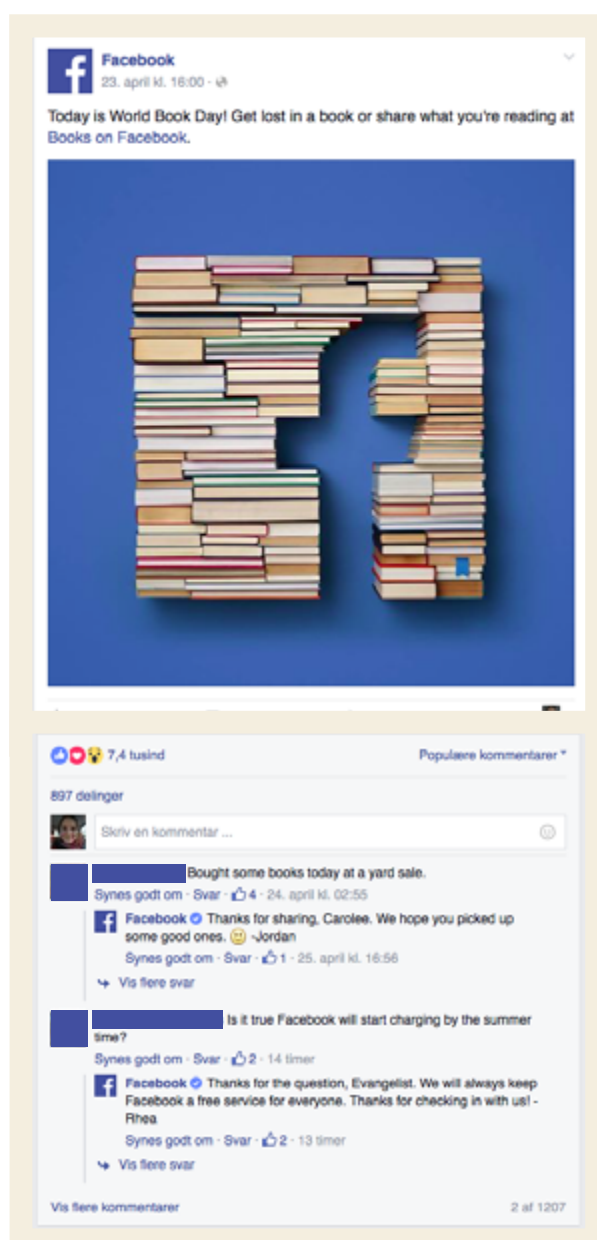 Facebook
23. april kl. 16:00 ·
Today is World Book Day! Get lost in a book or share what you're reading at
Books on Facebook.
7,4 tusind
Populære kommentarer
897 delinger
Skriv en kommentar ...
Bought some books today at a yard sale.
Synes godt om · Svar · 4 · 24. april kl. 02:55
Facebook Thanks for sharing, Carolee. We hope you picked up
some good ones. -Jordan
Synes godt om · Svar · 1 · 25. april kl. 16:56
Vis flere svar
Is it true Facebook will start charging by the summer
time?
Synes godt om · Svar · 2 · 14 timer
Facebook Thanks for the question, Evangelist. We will always keep
Facebook a free service for everyone. Thanks for checking in with us! -
Rhea
Synes godt om · Svar · 2 · 13 timer
Vis flere svar
Vis flere kommentarer
2 af 1207